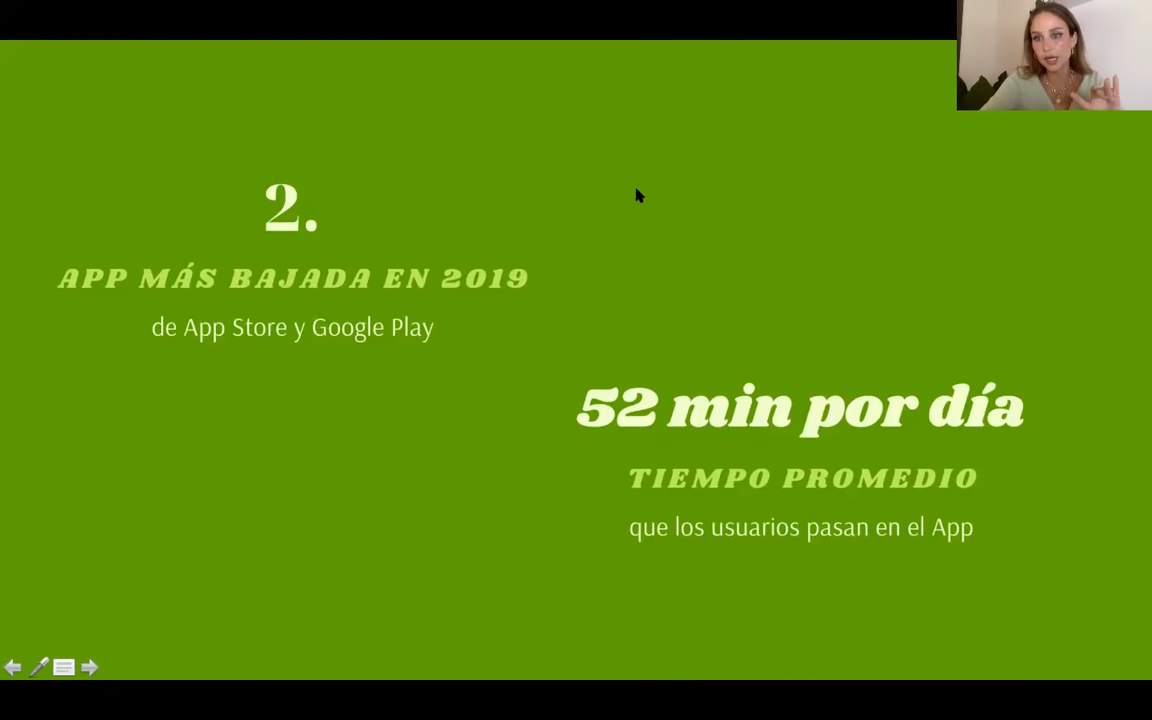 2.
APP MÁS BAJADA EN 2019
de App Store y Google Play
52 min por día
TIEMPO PROMEDIO
que los usuarios pasan en el App